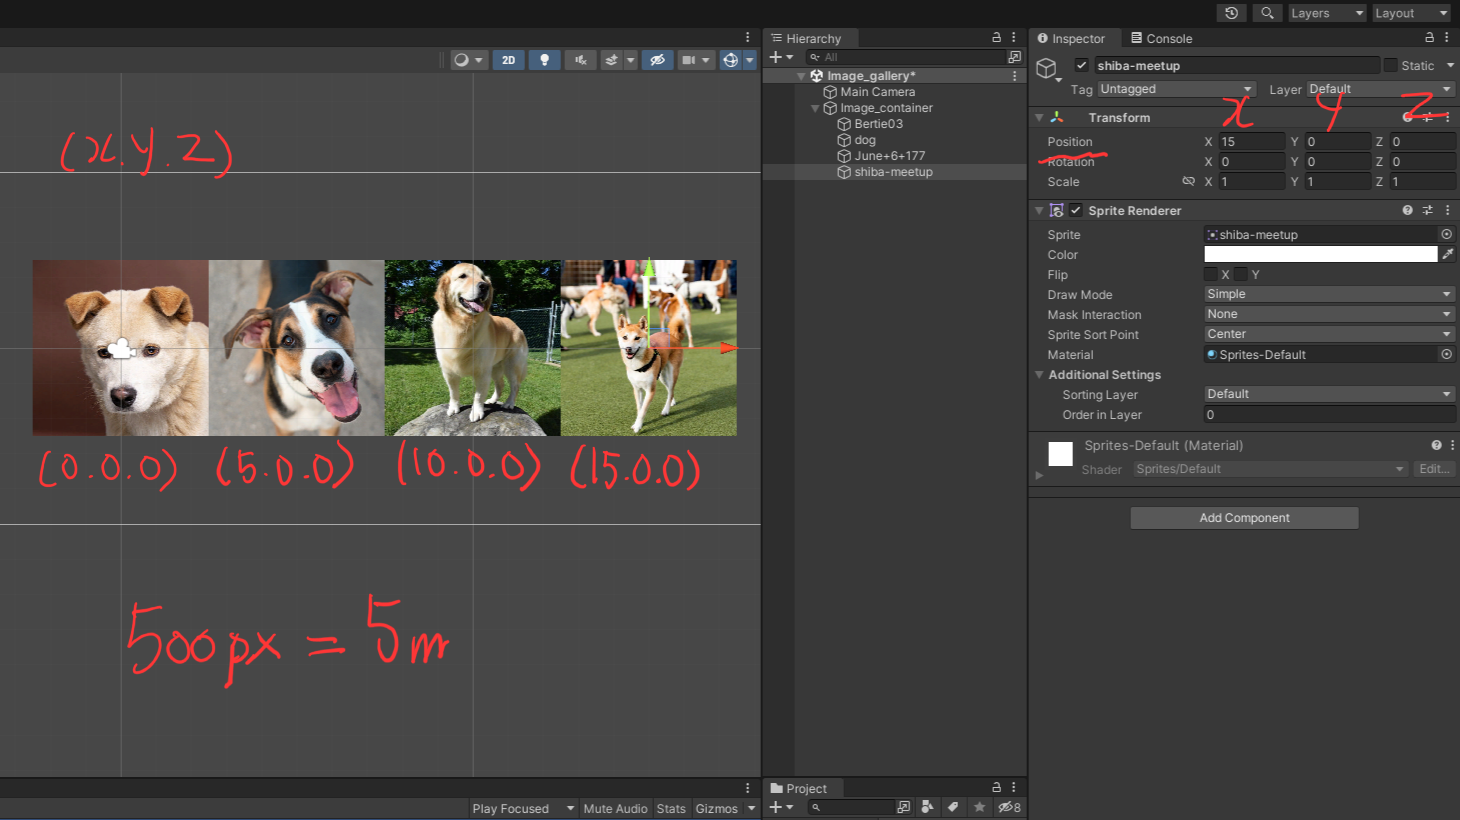 Layers
Layout
Hierarchy
Inspector
Console
2D
All
shiba-meetup
Static
Image_gallery*
Tag Untagged
Layer Default
Main Camera
Image_container
Transform
x y z
Bertie03
dog
June+6+177
shiba-meetup
Position X 15 Y 0 Z 0
Rotation X 0 Y 0 Z 0
Scale X 1 Y 1 Z 1
(x.y.z)
Sprite Renderer
Sprite shiba-meetup
Color
Flip X Y
Draw Mode Simple
Mask Interaction None
Sprite Sort Point Center
Material Sprites-Default
Additional Settings
Sorting Layer Default
Order in Layer 0
Sprites-Default (Material)
Shader Sprites/Default Edit...
Add Component
(0.0.0) (5.0.0) (10.0.0) (15.0.0)
500px = 5m
Project
Play Focused
Mute Audio
Stats
Gizmos
8